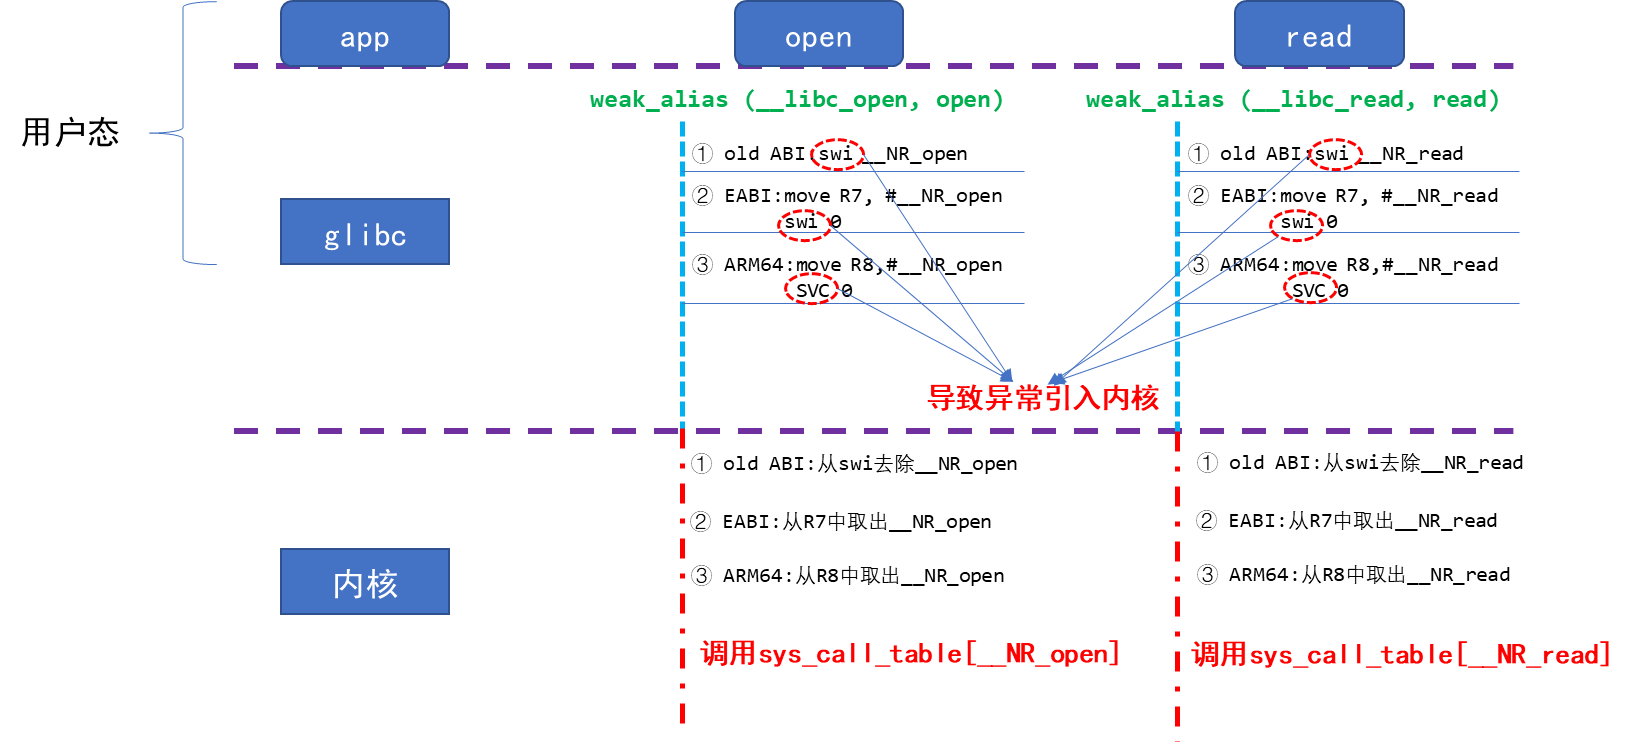 app
open
read
用户态
glibc
weak_alias (__libc_open, open)
① old ABI:swi __NR_open
② EABI:move R7, #__NR_open
swi 0
③ ARM64:move R8,#__NR_open
SVC 0
weak_alias (__libc_read, read)
① old ABI:swi __NR_read
② EABI:move R7, #__NR_read
swi 0
③ ARM64:move R8,#__NR_read
SVC 0
导致异常引入内核
内核
① old ABI:从swi去除__NR_open
② EABI:从R7中取出__NR_open
③ ARM64:从R8中取出__NR_open
调用sys_call_table[__NR_open]
① old ABI:从swi去除__NR_read
② EABI:从R7中取出__NR_read
③ ARM64:从R8中取出__NR_read
调用sys_call_table[__NR_read]